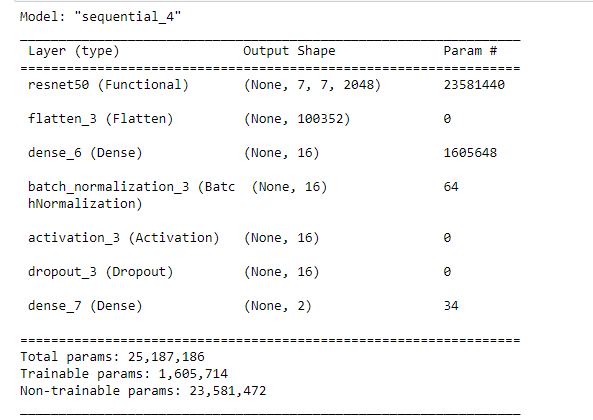 Model: "sequential_4"
Layer (type) Output Shape Param #
resnet50 (Functional) (None, 7, 7, 2048) 23581440
flatten_3 (Flatten) (None, 100352) 0
dense_6 (Dense) (None, 16) 1605648
batch_normalization_3 (Batc (None, 16) 64
hNormalization)
activation_3 (Activation) (None, 16) 0
dropout_3 (Dropout) (None, 16) 0
dense_7 (Dense) (None, 2) 34
Total params: 25,187,186
Trainable params: 1,605,714
Non-trainable params: 23,581,472